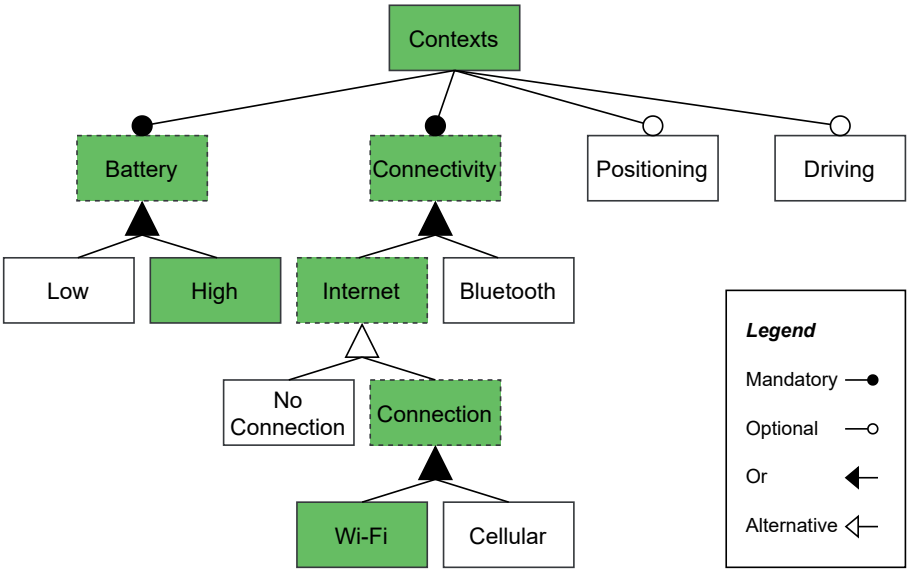 Contexts
Battery
Connectivity
Positioning
Driving
Low
High
Internet
Bluetooth
No
Connection
Connection
Wi-Fi
Cellular
Legend
Mandatory
Optional
Or
Alternative